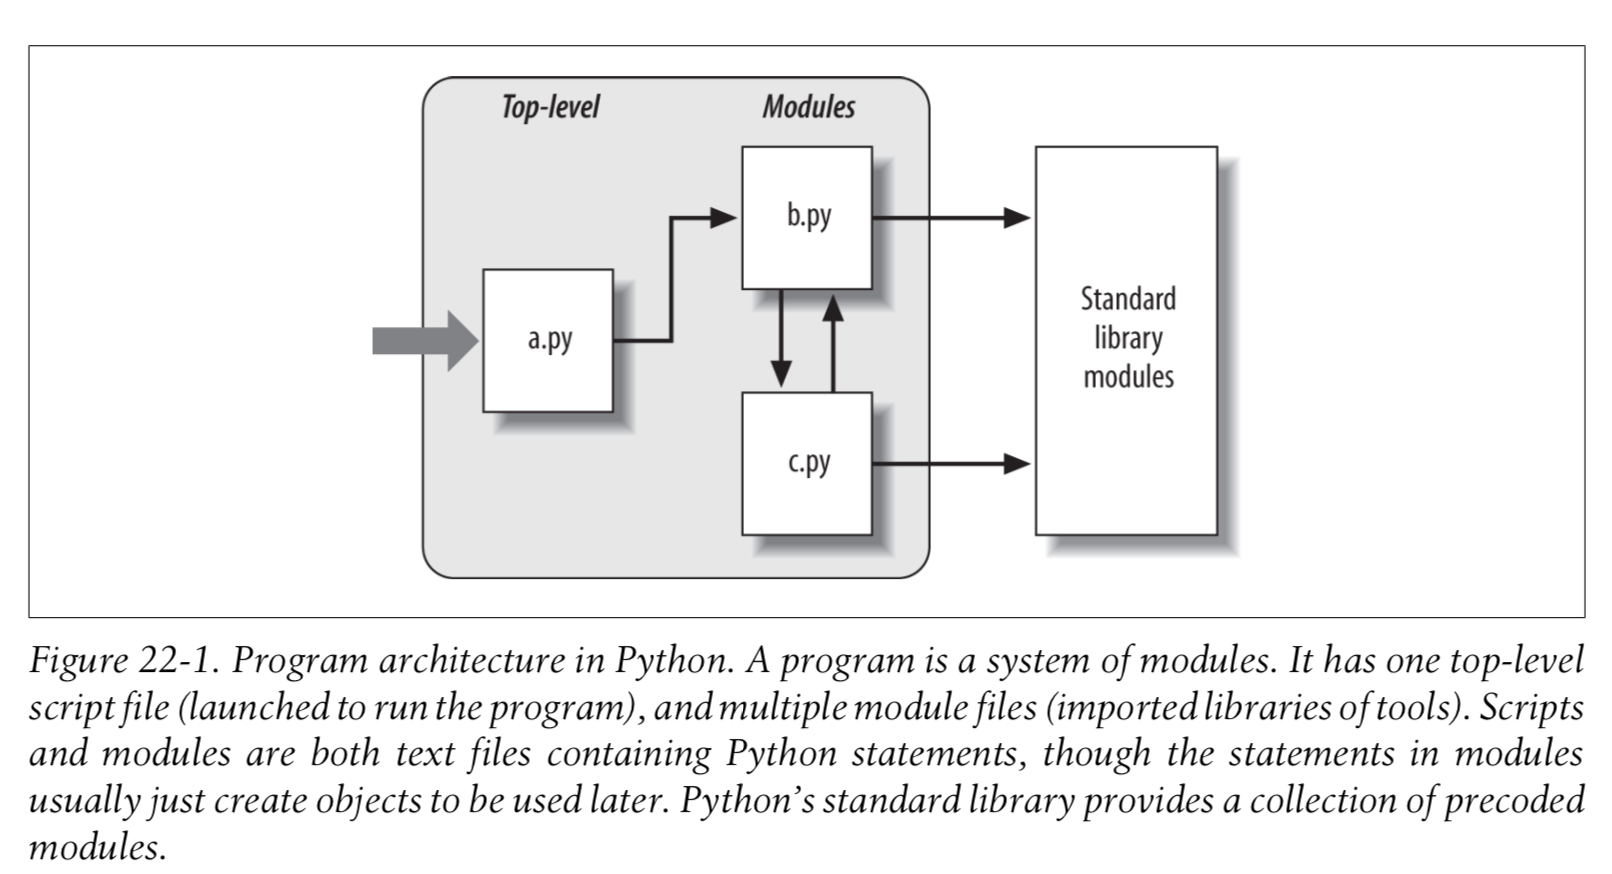 Top-level
Modules
b.py
a.py
Standard
library
modules
c.py
Figure 22-1. Program architecture in Python. A program is a system of modules. It has one top-level
script file (launched to run the program), and multiple module files (imported libraries of tools). Scripts
and modules are both text files containing Python statements, though the statements in modules
usually just create objects to be used later. Python’s standard library provides a collection of precoded
modules.